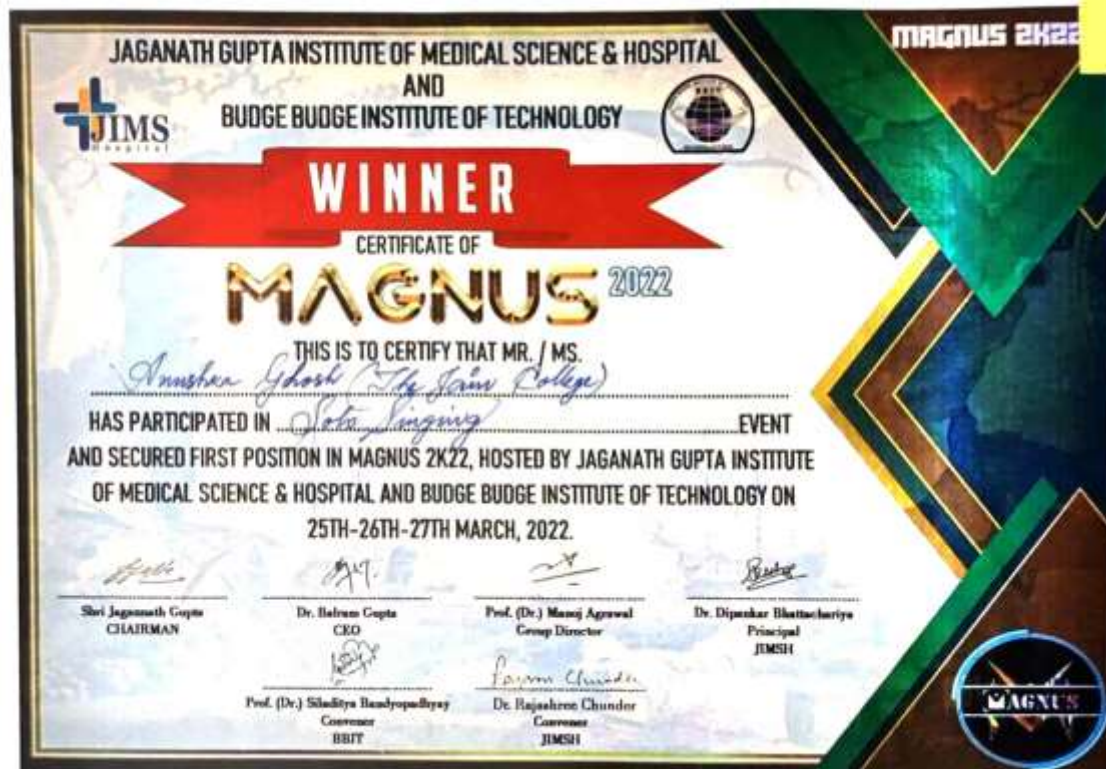 MAGNUS 2K22
JAGANATH GUPTA INSTITUTE OF MEDICAL SCIENCE & HOSPITAL
AND
BUDGE BUDGE INSTITUTE OF TECHNOLOGY
JIMS
Hospital
WINNER
CERTIFICATE OF
MAGNUS 2022
THIS IS TO CERTIFY THAT MR. / MS.
Anushka Ghosh (The Jain College)
HAS PARTICIPATED IN Solo Singing EVENT
AND SECURED FIRST POSITION IN MAGNUS 2K22, HOSTED BY JAGANATH GUPTA INSTITUTE
OF MEDICAL SCIENCE & HOSPITAL AND BUDGE BUDGE INSTITUTE OF TECHNOLOGY ON
25TH-26TH-27TH MARCH, 2022.
Shri Jagannath Gupta
CHAIRMAN
Dr. Balram Gupta
CEO
Prof. (Dr.) Manoj Agrawal
Group Director
Dr. Dipankar Bhattachariya
Principal
JIMSH
Prof. (Dr.) Siladitya Bandyopadhyay
Convener
BBIT
Chunder
Dr. Rajashree Chunder
Convener
JIMSH
MAGNUS